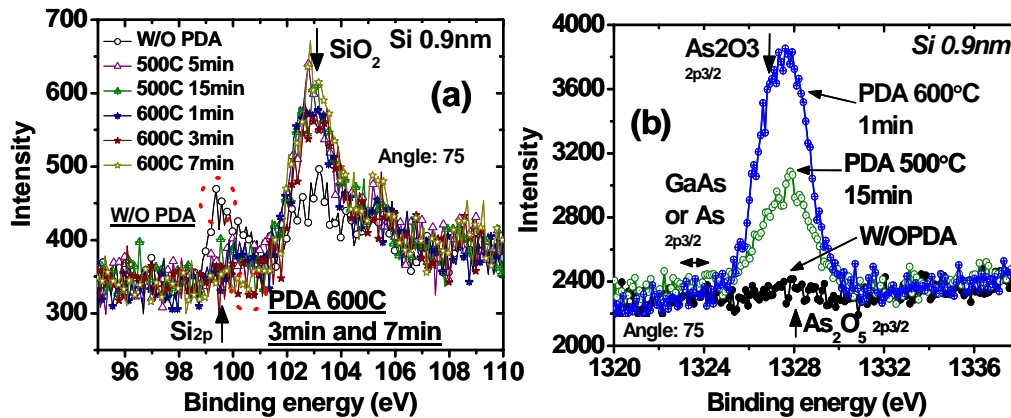 700
600
500
400
300
Intensity
W/O PDA
500C 5min
500C 15min
600C 1min
600C 3min
600C 7min
Si 0.9nm
SiO2
(a)
Angle: 75
W/O PDA
Si2p
PDA 600C
3min and 7min
96 98 100 102 104 106 108 110
Binding energy (eV)
4000
3600
3200
2800
2400
2000
Intensity
As2O3
2p3/2
Si 0.9nm
(b)
PDA 600°C
1min
PDA 500°C
15min
GaAs
or As
2p3/2
W/OPDA
As2O5 2p3/2
Angle: 75
1320 1324 1328 1332 1336
Binding energy (eV)